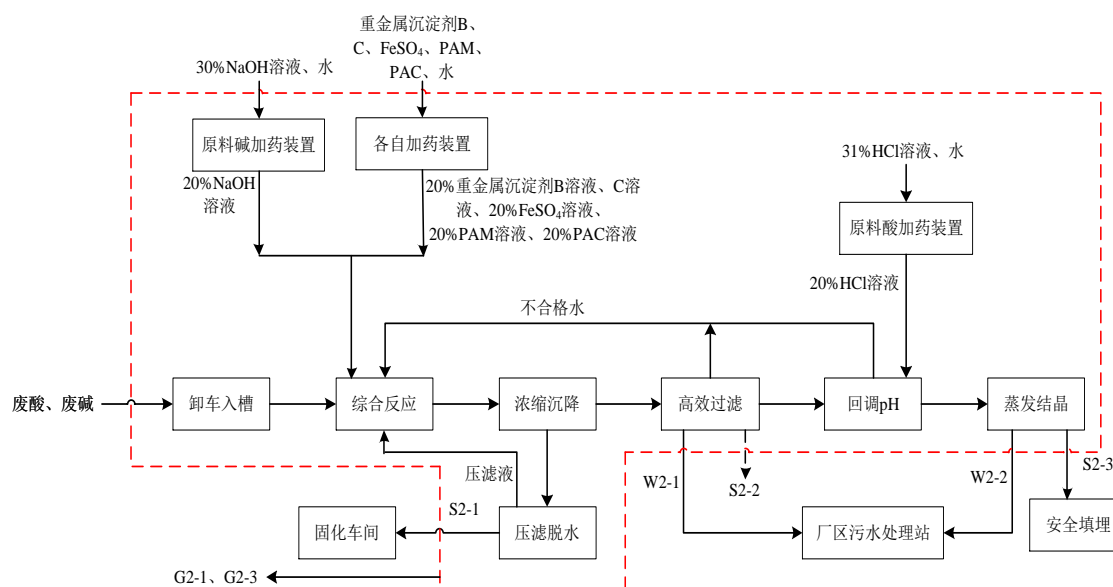 重金属沉淀剂B、
C、FeSO₄、PAM、
PAC、水
30%NaOH溶液、水
原料碱加药装置
各自加药装置
31%HCl溶液、水
20%NaOH
溶液
20%重金属沉淀剂B溶液、C溶
液、20%FeSO₄溶液、
20%PAM溶液、20%PAC溶液
原料酸加药装置
20%HCl溶液
不合格水
废酸、废碱
卸车入槽
综合反应
浓缩沉降
高效过滤
回调pH
蒸发结晶
压滤液
W2-1
S2-2
W2-2
S2-3
S2-1
固化车间
压滤脱水
厂区污水处理站
安全填埋
G2-1、G2-3